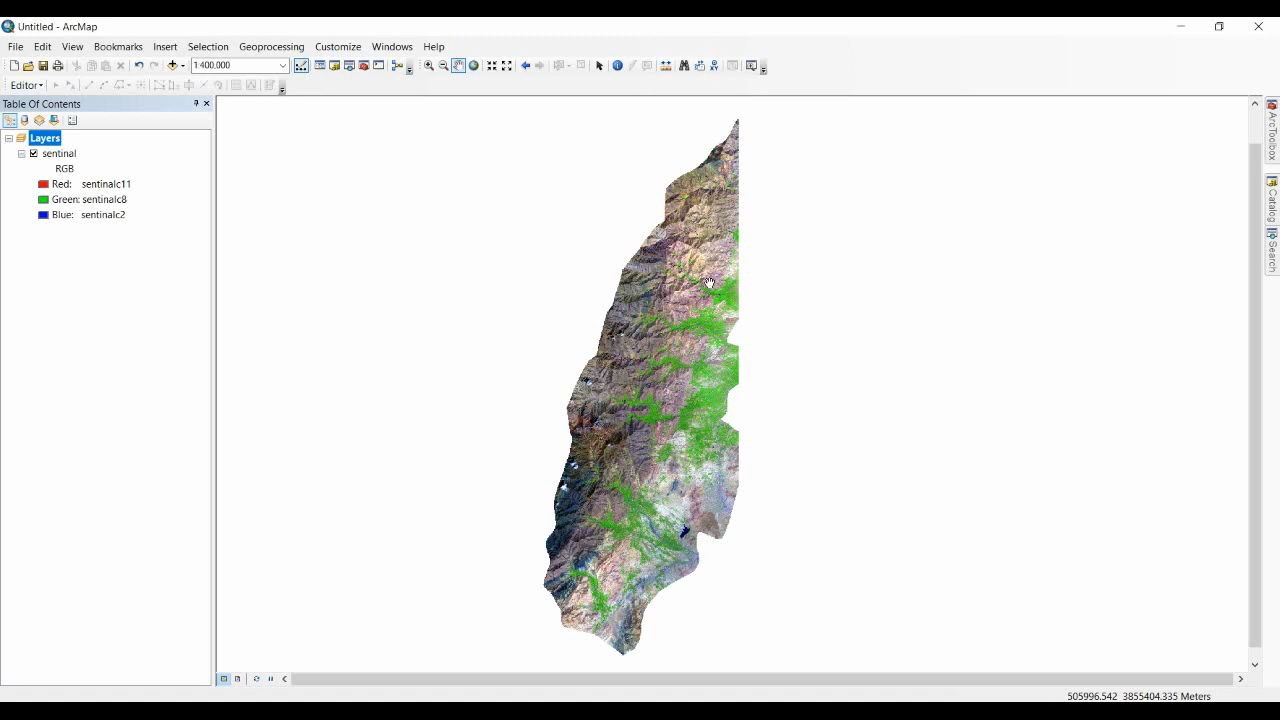 Untitled - ArcMap
File Edit View Bookmarks Insert Selection Geoprocessing Customize Windows Help
1:400,000
Editor
Table Of Contents
Layers
sentinal
RGB
Red: sentinalc11
Green: sentinalc8
Blue: sentinalc2
ArcToolbox
Catalog
Search
505996.542 3855404.335 Meters